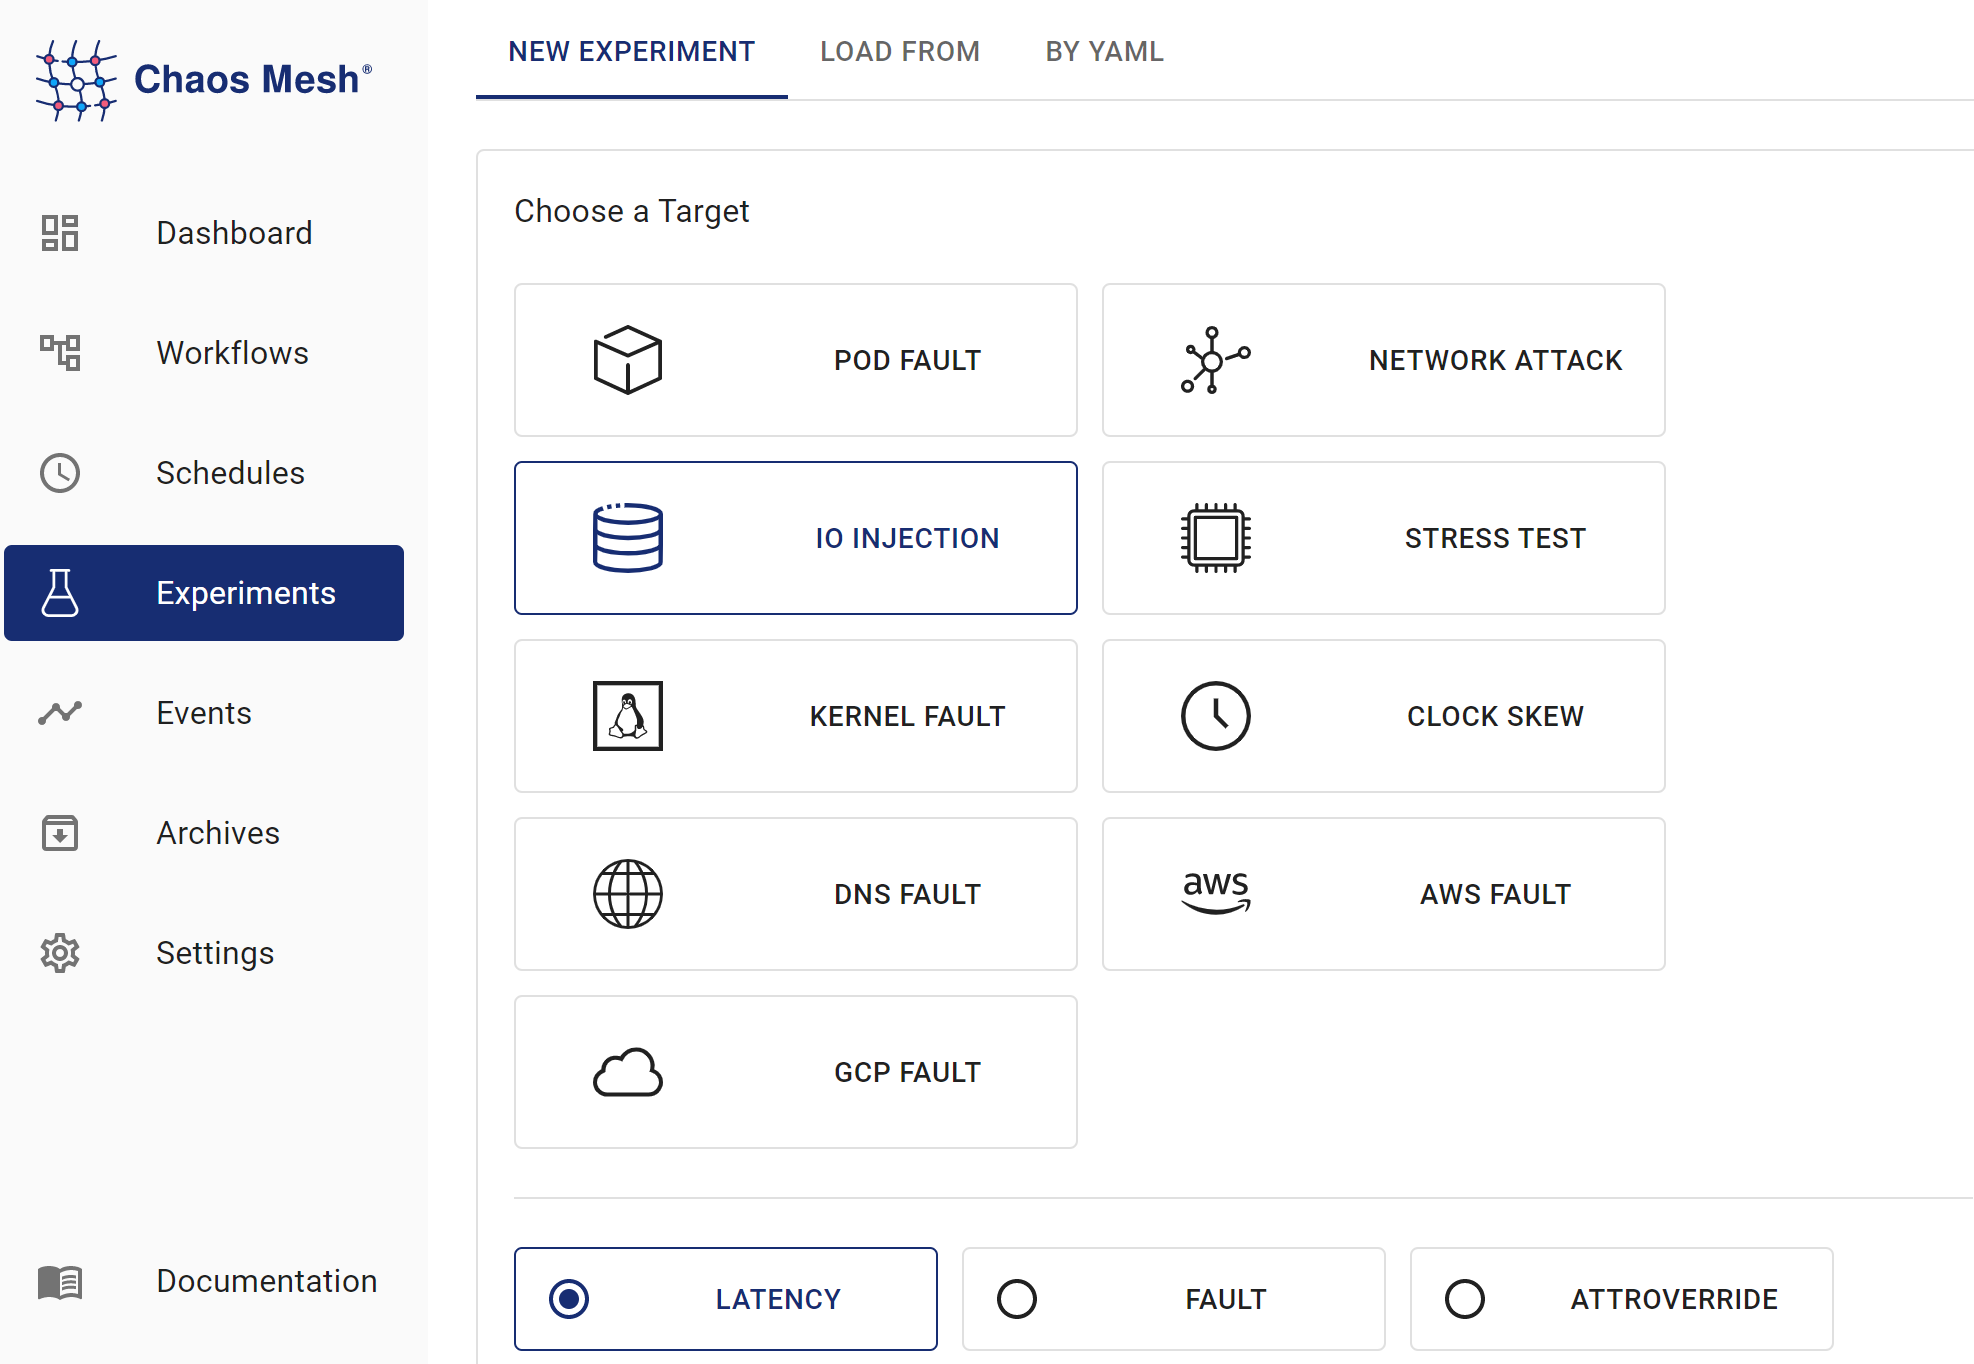 Chaos Mesh®
Dashboard
Workflows
Schedules
Experiments
Events
Archives
Settings
Documentation
NEW EXPERIMENT
LOAD FROM
BY YAML
Choose a Target
POD FAULT
NETWORK ATTACK
IO INJECTION
STRESS TEST
KERNEL FAULT
CLOCK SKEW
DNS FAULT
aws
AWS FAULT
GCP FAULT
LATENCY
FAULT
ATTROVERRIDE